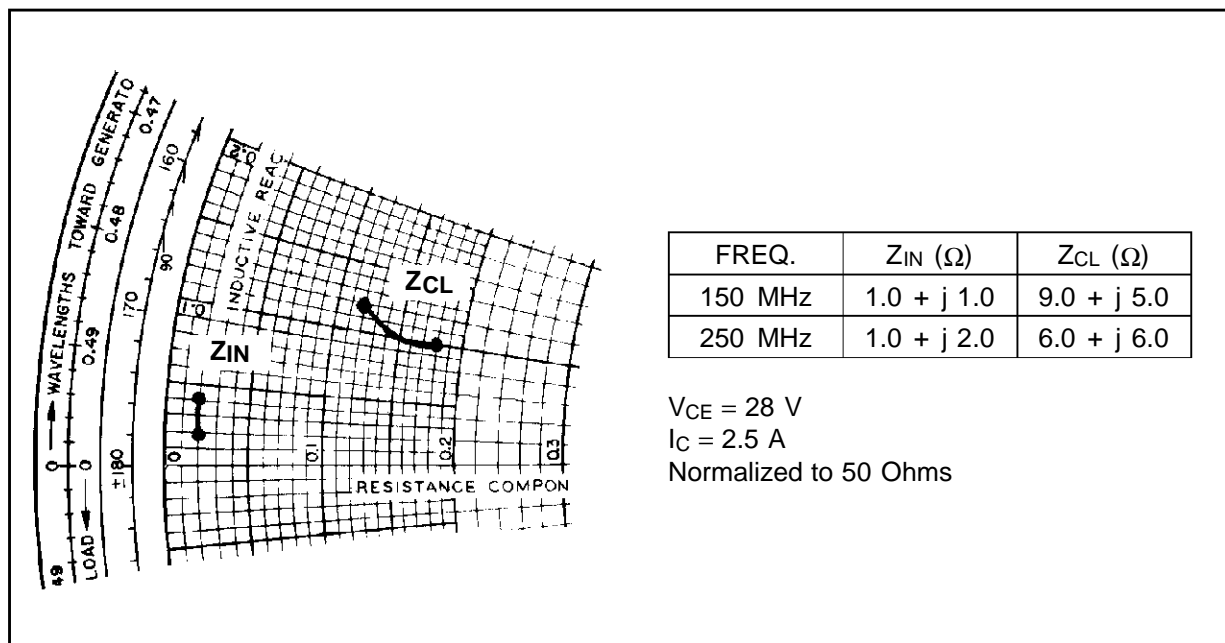 WAVELENGTHS TOWARD GENERATO
0.47
0.48
0.49
0
49
LOAD
0
±180
170
160
90
INDUCTIVE REAC
0
0.1
0.2
0.3
RESISTANCE COMPON
ZIN
ZCL
FREQ. ZIN (Ω) ZCL (Ω)
150 MHz 1.0 + j 1.0 9.0 + j 5.0
250 MHz 1.0 + j 2.0 6.0 + j 6.0
VCE = 28 V
IC = 2.5 A
Normalized to 50 Ohms